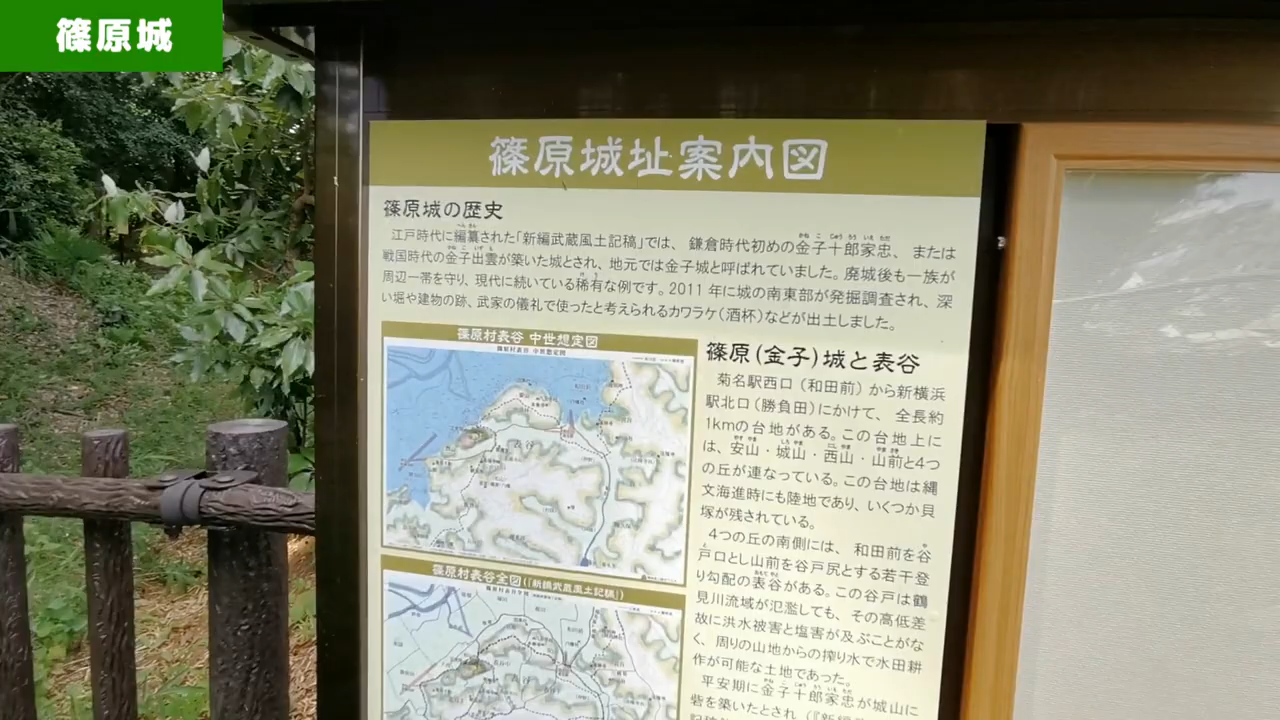 篠原城
篠原城址案内図
篠原城の歴史
江戸時代に編纂された「新編武蔵風土記稿」では、鎌倉時代初めの金子十郎家忠、または
戦国時代の金子出雲が築いた城とされ、地元では金子城と呼ばれていました。廃城後も一族が
周辺一帯を守り、現代に続いている稀有な例です。2011年に城の南東部が発掘調査され、深
い堀や建物の跡、武家の儀礼で使ったと考えられるカワラケ(酒杯)などが出土しました。
篠原村表谷 中世想定図
篠原村表谷 中世想定図
篠原村表谷全図(『新編武蔵風土記稿』)
篠原(金子)城と表谷
菊名駅西口(和田前)から新横浜
駅北口(勝負田)にかけて、全長約
1kmの台地がある。この台地上に
は、安山・城山・西山・山前と4つ
の丘が連なっている。この台地は縄
文海進時にも陸地であり、いくつか貝
塚が残されている。
4つの丘の南側には、和田前を谷
戸口とし山前を谷戸尻とする若干登
り勾配の表谷がある。この谷戸は鶴
見川流域が氾濫しても、その高低差
故に洪水被害と塩害が及ぶことがな
く、周りの山地からの搾り水で水田耕
作が可能な土地であった。
平安期に金子十郎家忠が城山に
砦を築いたとされ(『新編